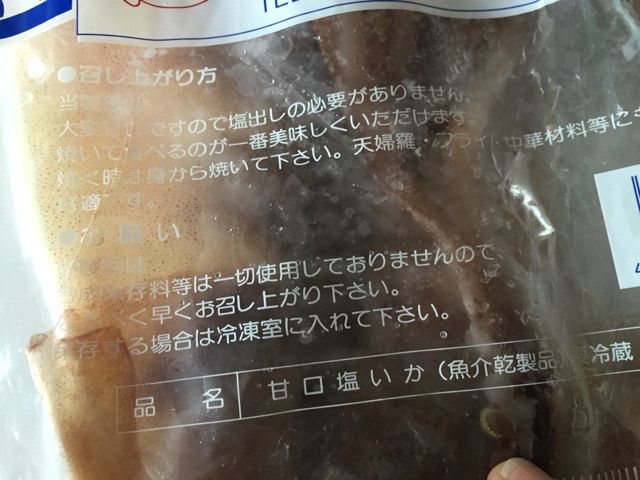 TEL
●召し上がり方
当
大変 ですので塩出しの必要がありません。
焼いて食べるのが一番美味しくいただけます。
焼く時は身から焼いて下さい。天婦羅・フライ・中華材料等にも
最適です。
●お願い
合成保存料等は一切使用しておりませんので、
く早くお召し上がり下さい。
保存する場合は冷凍室に入れて下さい。
品名 甘口塩いか（魚介乾製品）要冷蔵